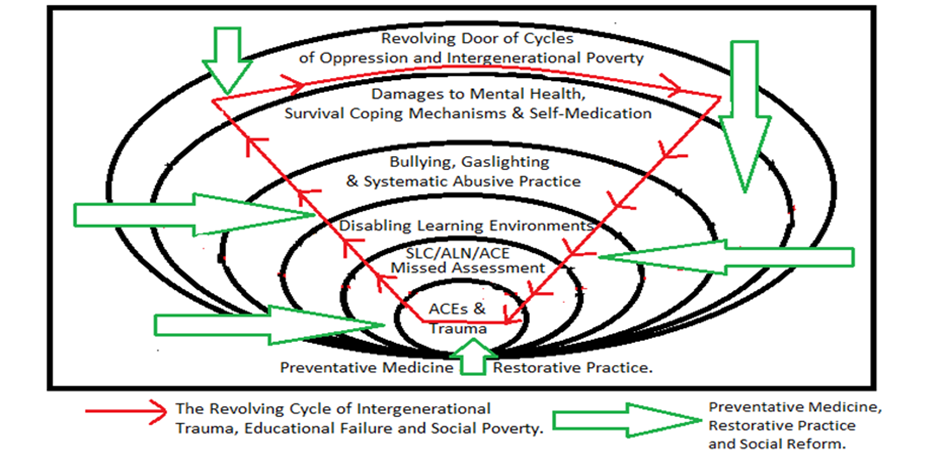 Revolving Door of Cycles
of Oppression and Intergenerational Poverty
Damages to Mental Health,
Survival Coping Mechanisms & Self-Medication
Bullying, Gaslighting
& Systematic Abusive Practice
Disabling Learning Environments
SLC/ALN/ACE
Missed Assessment
ACEs &
Trauma
Preventative Medicine Restorative Practice.
The Revolving Cycle of Intergenerational
Trauma, Educational Failure and Social Poverty.
Preventative Medicine,
Restorative Practice
and Social Reform.